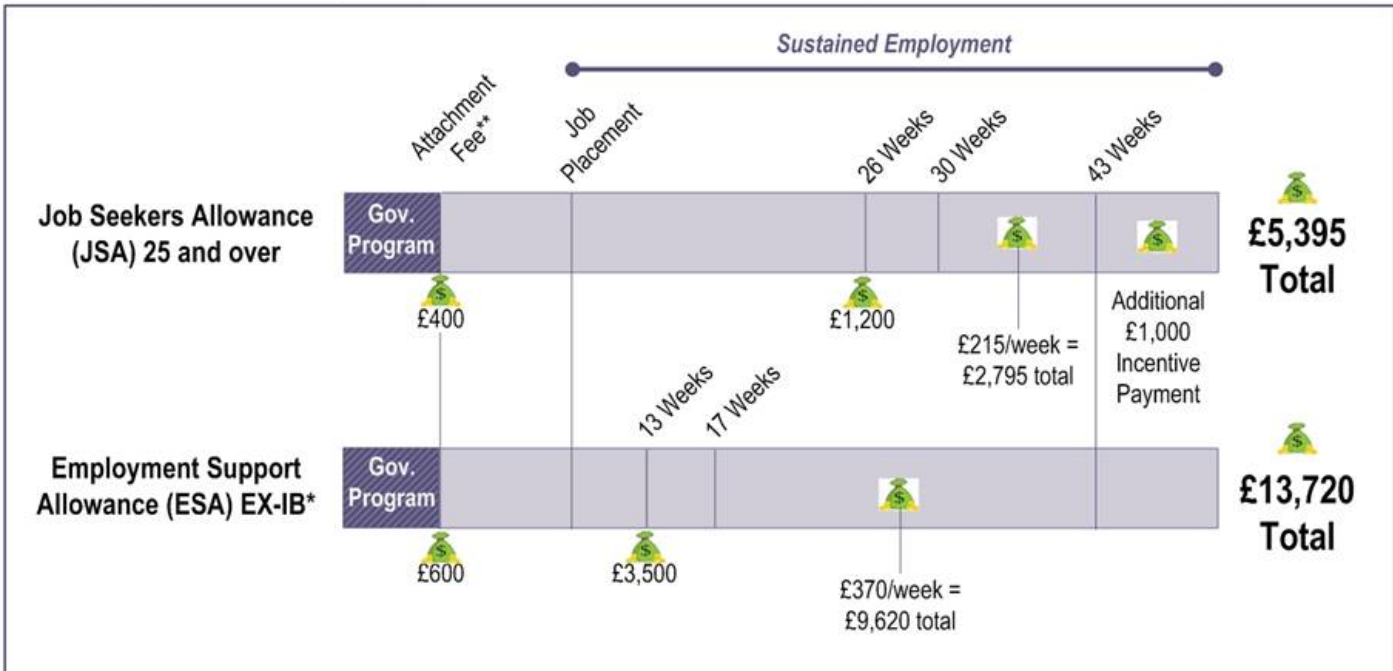 Sustained Employment
Attachment
Fee**
Job
Placement
26 Weeks
30 Weeks
43 Weeks
Job Seekers Allowance
(JSA) 25 and over
Gov.
Program
£5,395
Total
£400
£1,200
£215/week =
£2,795 total
Additional
£1,000
Incentive
Payment
13 Weeks
17 Weeks
Employment Support
Allowance (ESA) EX-IB*
Gov.
Program
£13,720
Total
£600
£3,500
£370/week =
£9,620 total